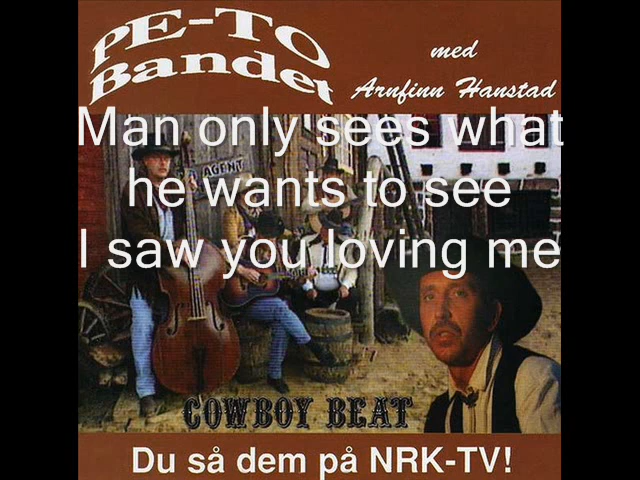 PE-TO
Bandet
med
Arnfinn Hanstad
Man only sees what
AGENT
he wants to see
I saw you loving me
COWBOY BEAT
Du så dem på NRK-TV!